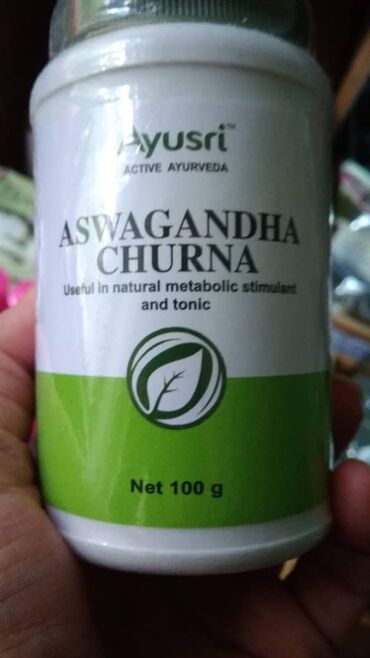 Ayusri™
ACTIVE AYURVEDA
ASWAGANDHA
CHURNA
Useful in natural metabolic stimulant
and tonic
Net 100 g